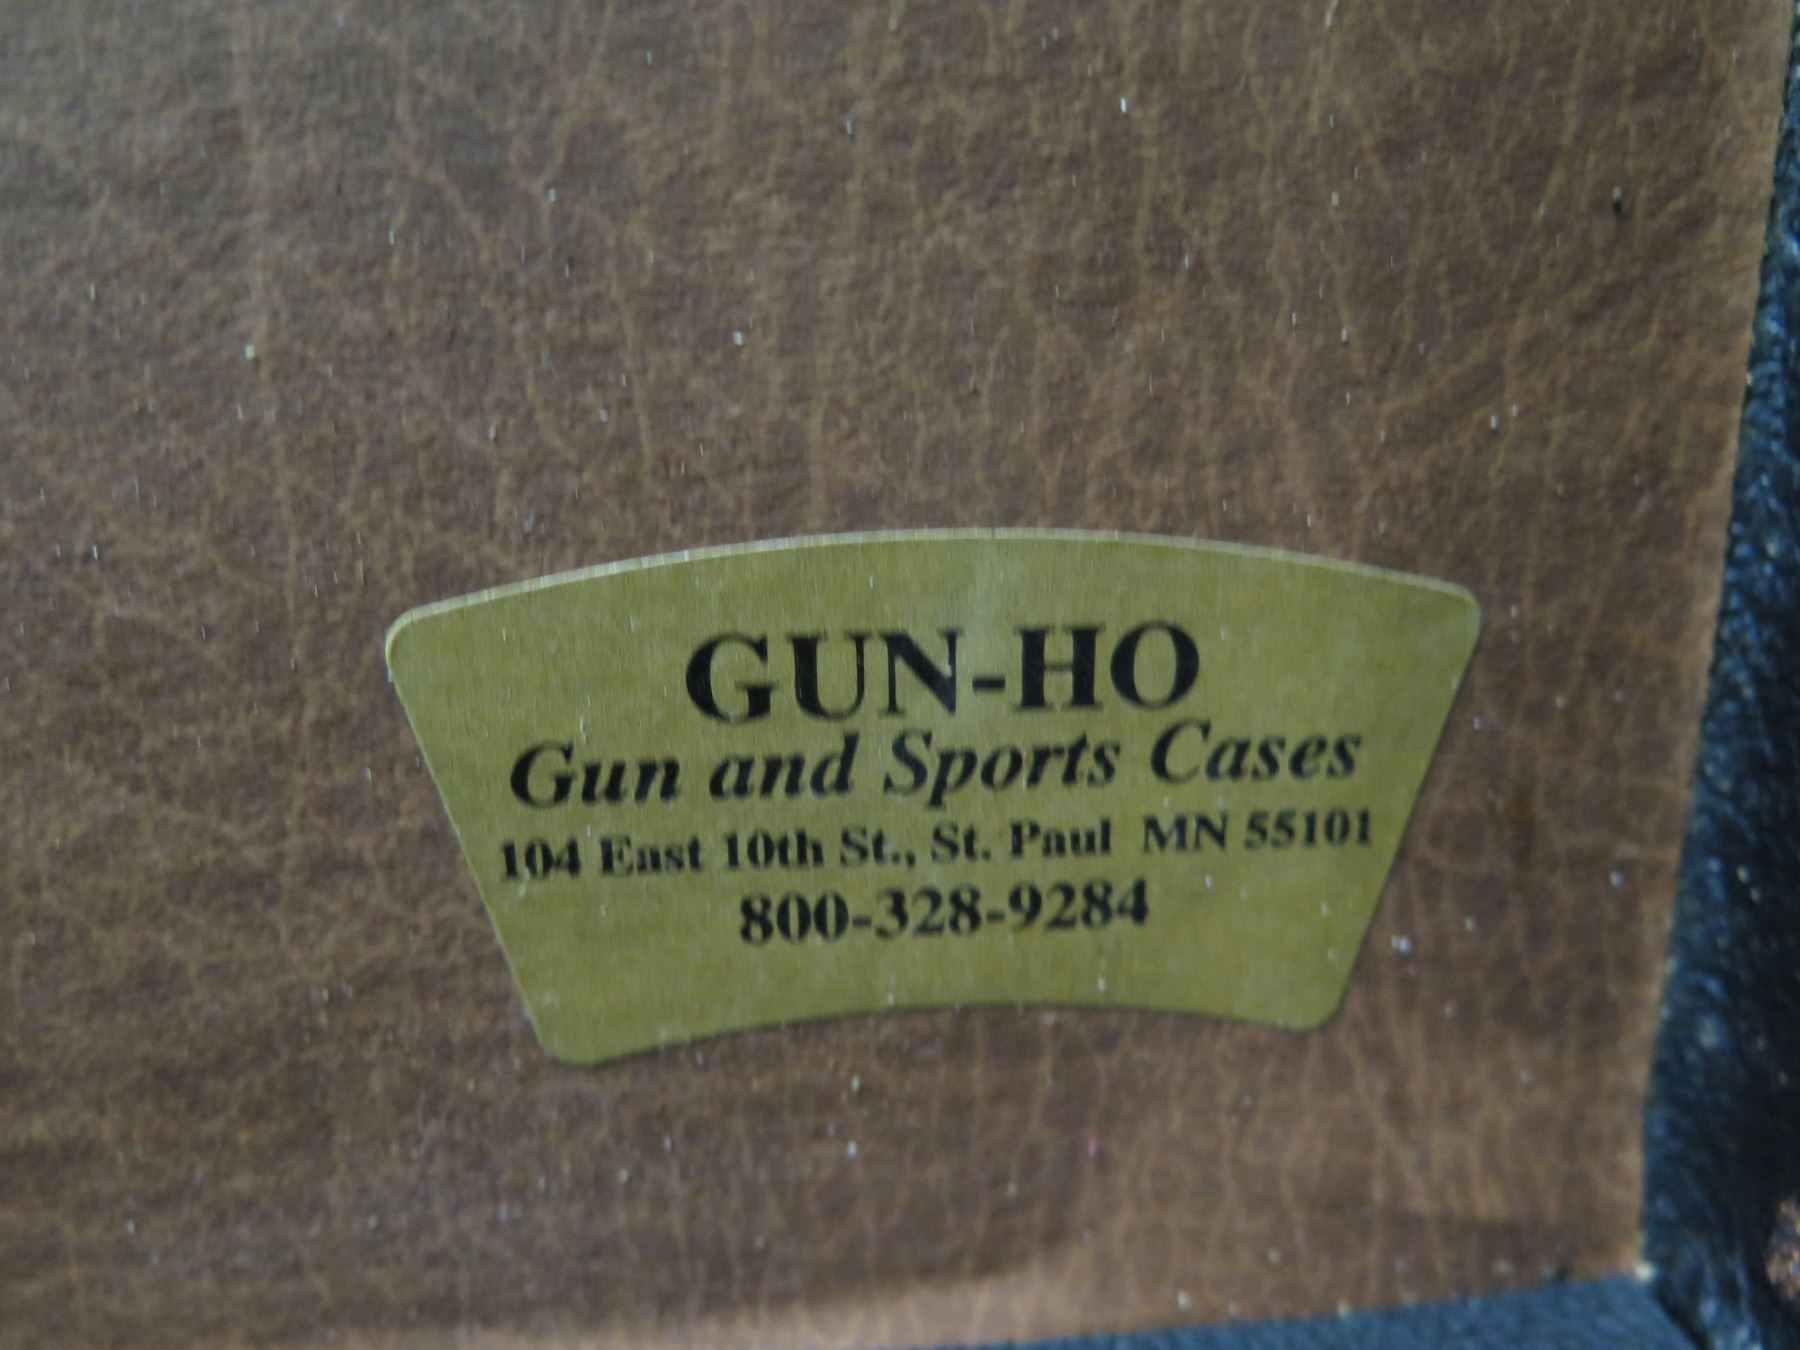 GUN-HO
Gun and Sports Cases
104 East 10th St., St. Paul MN 55101
800-328-9284